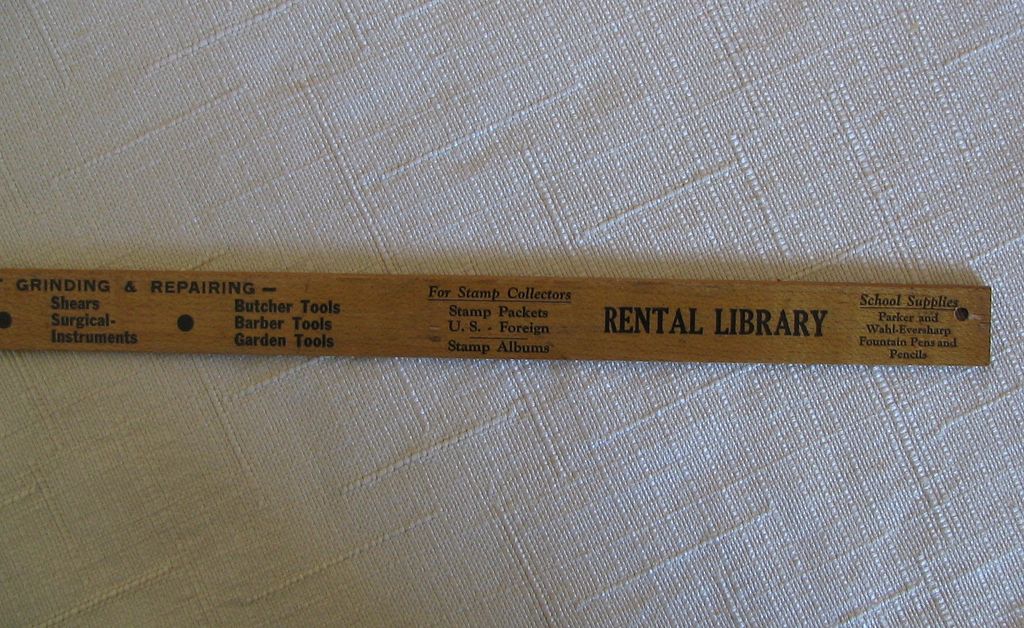 GRINDING & REPAIRING —
Shears
Surgical-
Instruments
Butcher Tools
Barber Tools
Garden Tools
For Stamp Collectors
Stamp Packets
U. S. - Foreign
Stamp Albums
RENTAL LIBRARY
School Supplies
Parker and
Wahl-Eversharp
Fountain Pens and
Pencils